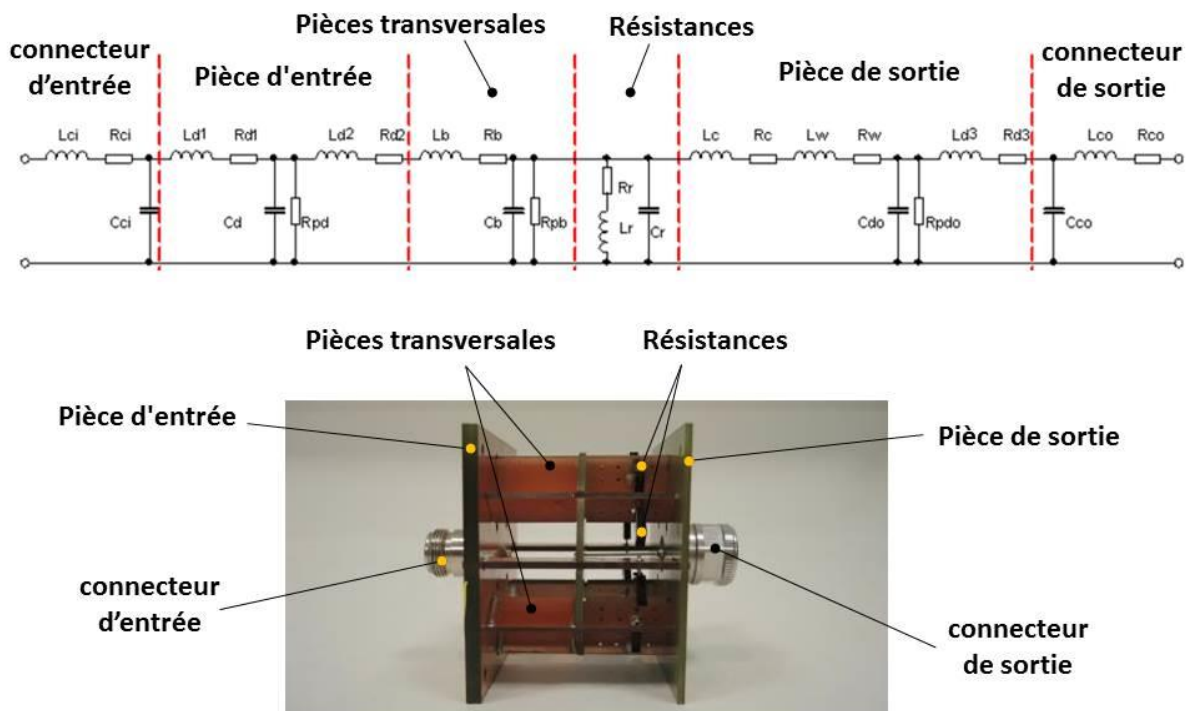 Pièces transversales
Résistances
connecteur
d'entrée
Pièce d'entrée
Pièce de sortie
connecteur
de sortie
Lci Rci Ld1 Rd1 Ld2 Rd2 Lb Rb Lc Rc Lw Rw Ld3 Rd3 Lco Rco
Rr
Cci Cd Rpd Cb Rpb Lr Cr Cdo Rpdo Cco
Pièces transversales
Résistances
Pièce d'entrée
Pièce de sortie
connecteur
d’entrée
connecteur
de sortie